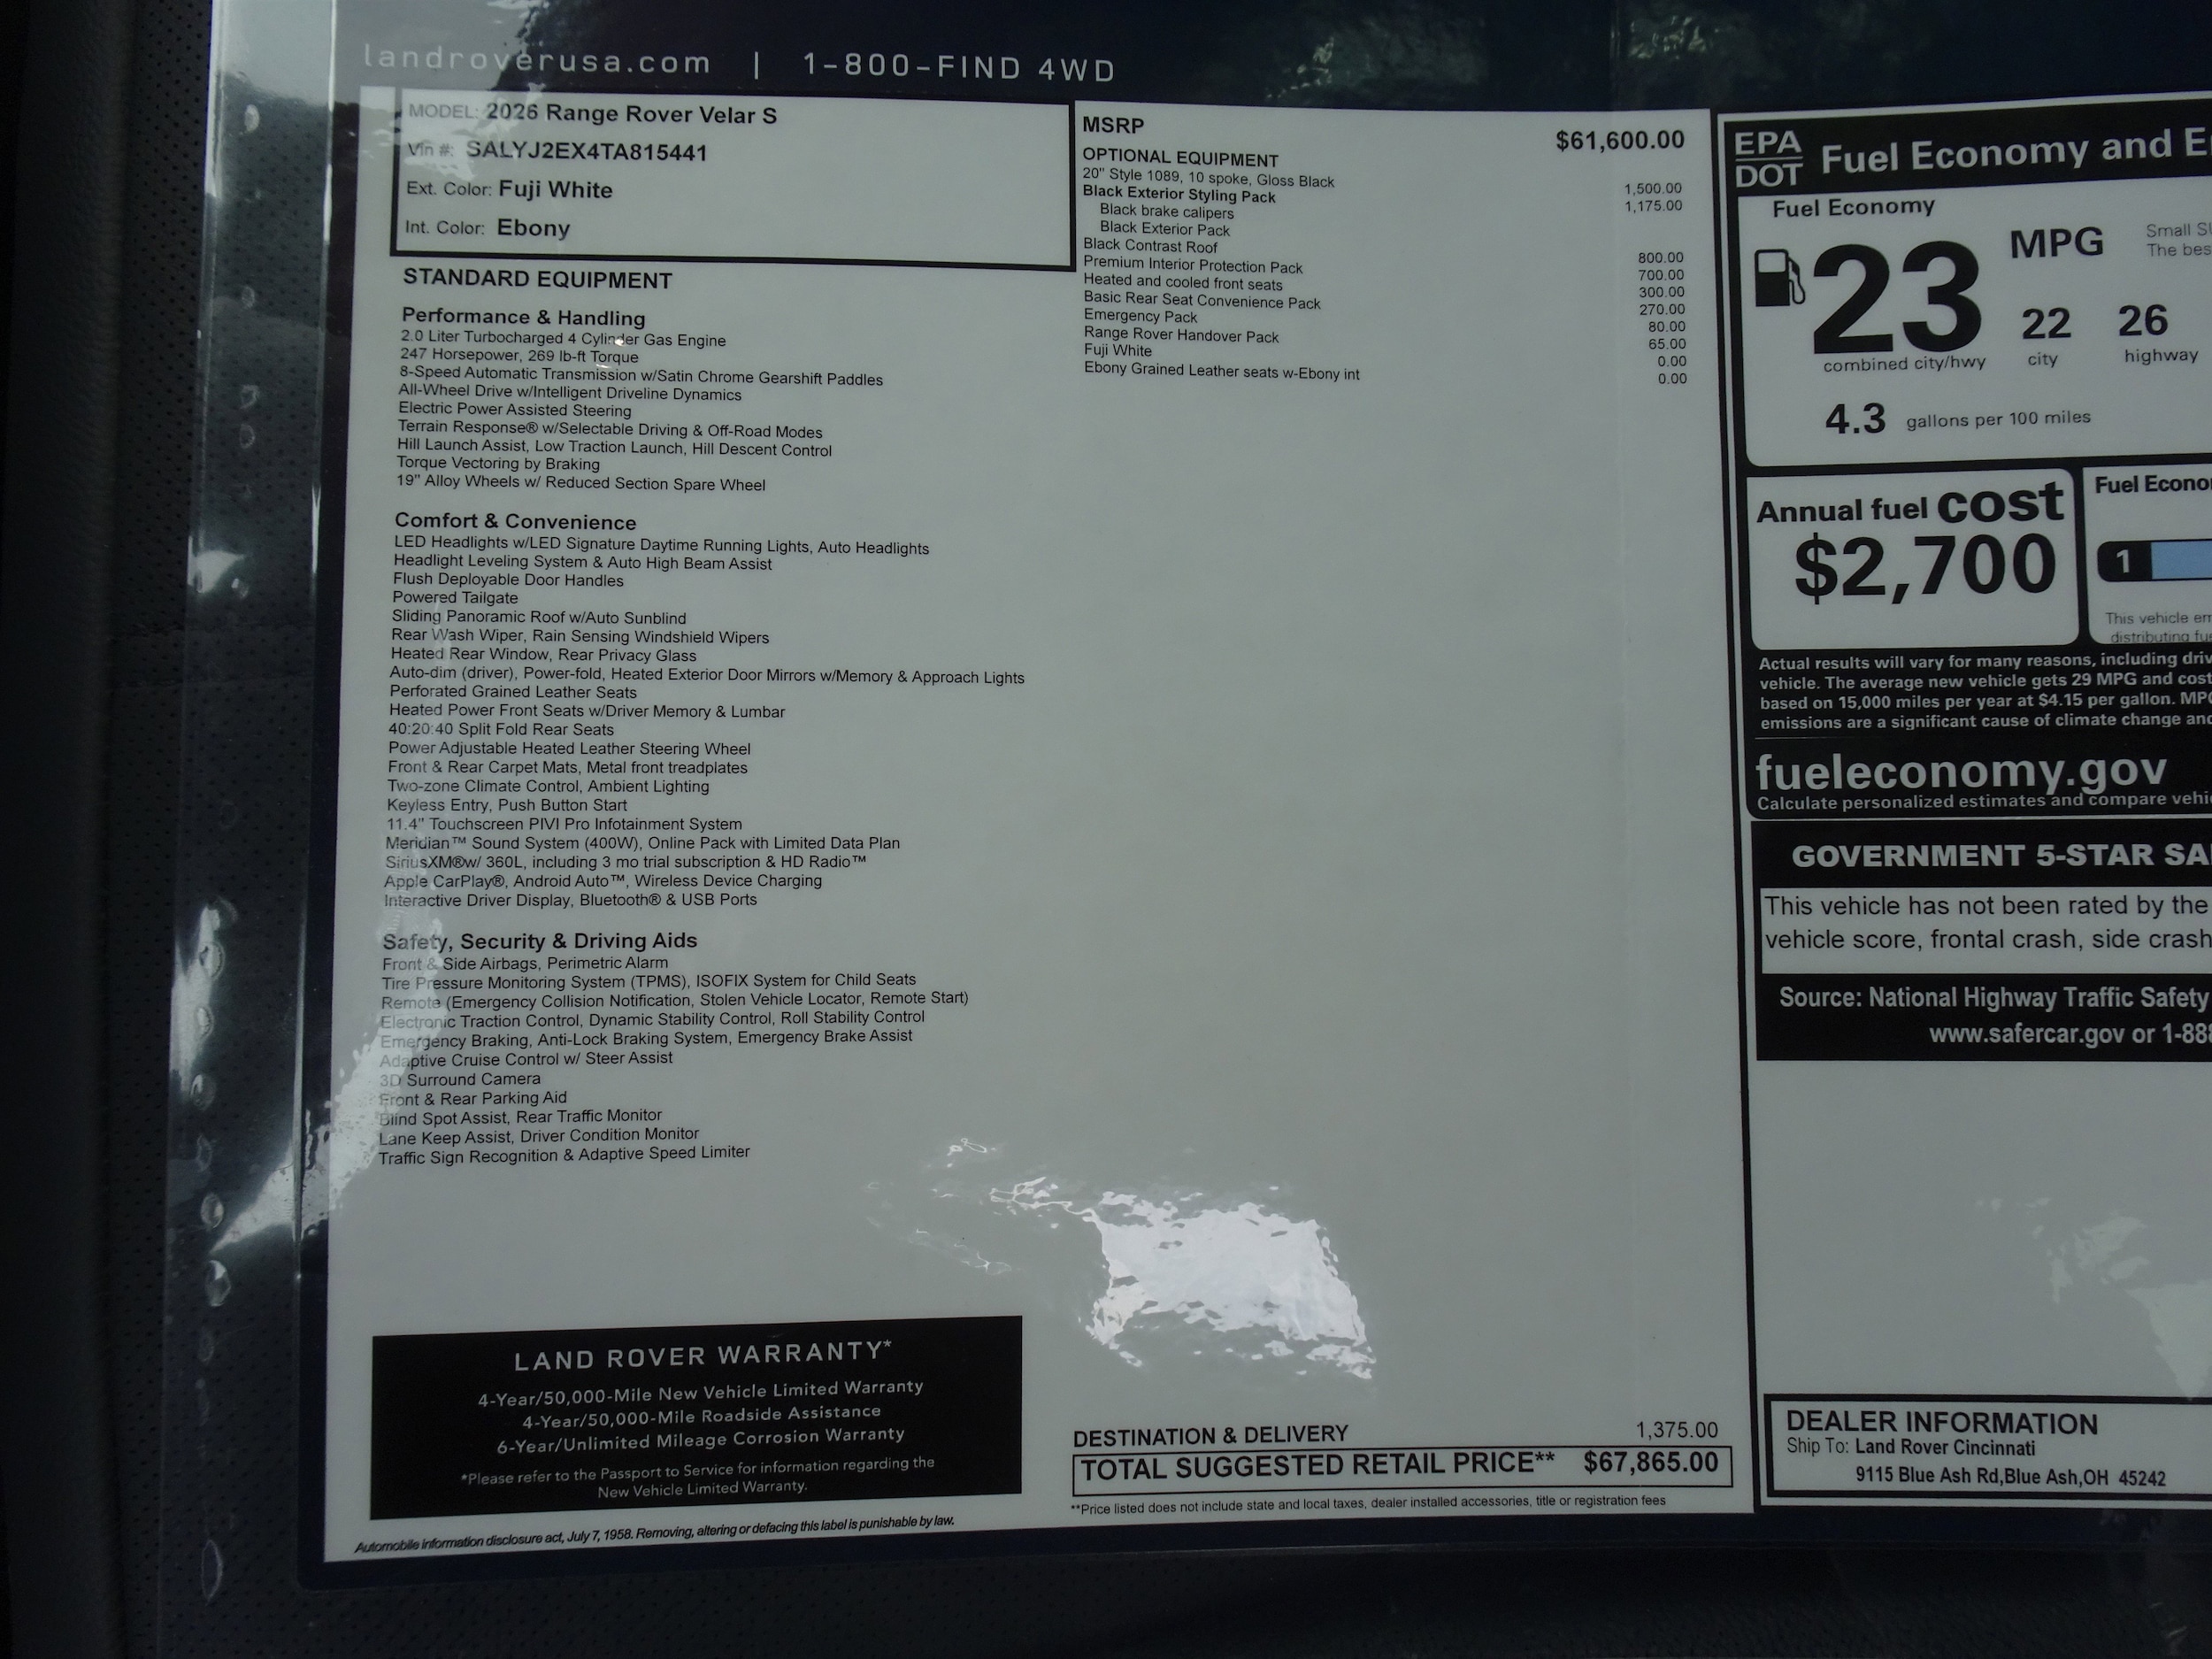 landroverusa.com | 1-800-FIND 4WD
MODEL: 2026 Range Rover Velar S
Vin #: SALYJ2EX4TA815441
Ext. Color: Fuji White
Int. Color: Ebony
STANDARD EQUIPMENT
Performance & Handling
2.0 Liter Turbocharged 4 Cylinder Gas Engine
247 Horsepower, 269 lb-ft Torque
8-Speed Automatic Transmission w/Satin Chrome Gearshift Paddles
All-Wheel Drive w/Intelligent Driveline Dynamics
Electric Power Assisted Steering
Terrain Response® w/Selectable Driving & Off-Road Modes
Hill Launch Assist, Low Traction Launch, Hill Descent Control
Torque Vectoring by Braking
19" Alloy Wheels w/ Reduced Section Spare Wheel
Comfort & Convenience
LED Headlights w/LED Signature Daytime Running Lights, Auto Headlights
Headlight Leveling System & Auto High Beam Assist
Flush Deployable Door Handles
Powered Tailgate
Sliding Panoramic Roof w/Auto Sunblind
Rear Wash Wiper, Rain Sensing Windshield Wipers
Heated Rear Window, Rear Privacy Glass
Auto-dim (driver), Power-fold, Heated Exterior Door Mirrors w/Memory & Approach Lights
Perforated Grained Leather Seats
Heated Power Front Seats w/Driver Memory & Lumbar
40:20:40 Split Fold Rear Seats
Power Adjustable Heated Leather Steering Wheel
Front & Rear Carpet Mats, Metal front treadplates
Two-zone Climate Control, Ambient Lighting
Keyless Entry, Push Button Start
11.4" Touchscreen PIVI Pro Infotainment System
Meridian™ Sound System (400W), Online Pack with Limited Data Plan
SiriusXM®w/ 360L, including 3 mo trial subscription & HD Radio™
Apple CarPlay®, Android Auto™, Wireless Device Charging
Interactive Driver Display, Bluetooth® & USB Ports
Safety, Security & Driving Aids
Front & Side Airbags, Perimetric Alarm
Tire Pressure Monitoring System (TPMS), ISOFIX System for Child Seats
Remote (Emergency Collision Notification, Stolen Vehicle Locator, Remote Start)
Electronic Traction Control, Dynamic Stability Control, Roll Stability Control
Emergency Braking, Anti-Lock Braking System, Emergency Brake Assist
Adaptive Cruise Control w/ Steer Assist
3D Surround Camera
Front & Rear Parking Aid
Blind Spot Assist, Rear Traffic Monitor
Lane Keep Assist, Driver Condition Monitor
Traffic Sign Recognition & Adaptive Speed Limiter
LAND ROVER WARRANTY*
4-Year/50,000-Mile New Vehicle Limited Warranty
4-Year/50,000-Mile Roadside Assistance
6-Year/Unlimited Mileage Corrosion Warranty
*Please refer to the Passport to Service for information regarding the
New Vehicle Limited Warranty.
Automobile information disclosure act, July 7, 1958. Removing, altering or defacing this label is punishable by law.
MSRP $61,600.00
OPTIONAL EQUIPMENT
20" Style 1089, 10 spoke, Gloss Black 1,500.00
Black Exterior Styling Pack 1,175.00
Black brake calipers
Black Exterior Pack
Black Contrast Roof 800.00
Premium Interior Protection Pack 700.00
Heated and cooled front seats 300.00
Basic Rear Seat Convenience Pack 270.00
Emergency Pack 80.00
Range Rover Handover Pack 65.00
Fuji White 0.00
Ebony Grained Leather seats w-Ebony int 0.00
DESTINATION & DELIVERY 1,375.00
TOTAL SUGGESTED RETAIL PRICE** $67,865.00
**Price listed does not include state and local taxes, dealer installed accessories, title or registration fees
EPA
DOT
Fuel Economy and E
Fuel Economy
23 MPG
Small SU
The bes
22 26
combined city/hwy city highway
4.3 gallons per 100 miles
Annual fuel cost
$2,700
Fuel Econo
1
This vehicle em
distributing fu
Actual results will vary for many reasons, including driv
vehicle. The average new vehicle gets 29 MPG and cost
based on 15,000 miles per year at $4.15 per gallon. MPG
emissions are a significant cause of climate change and
fueleconomy.gov
Calculate personalized estimates and compare vehi
GOVERNMENT 5-STAR SA
This vehicle has not been rated by the
vehicle score, frontal crash, side crash
Source: National Highway Traffic Safety
www.safercar.gov or 1-888
DEALER INFORMATION
Ship To: Land Rover Cincinnati
9115 Blue Ash Rd,Blue Ash,OH 45242